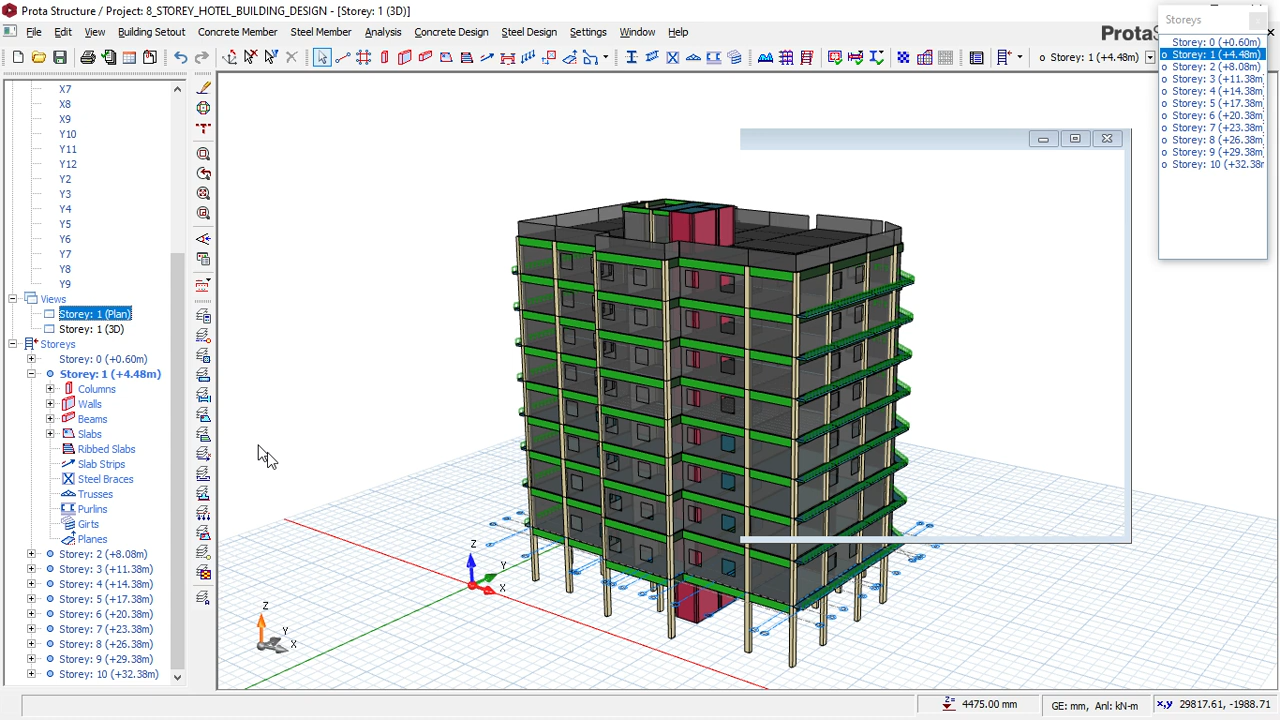 Prota Structure / Project: 8_STOREY_HOTEL_BUILDING_DESIGN - [Storey: 1 (3D)]
File Edit View Building Setout Concrete Member Steel Member Analysis Concrete Design Steel Design Settings Window Help
Storey: 1 (+4.48m)
Storeys
Storey: 0 (+0.60m)
Storey: 1 (+4.48m)
Storey: 2 (+8.08m)
Storey: 3 (+11.38m
Storey: 4 (+14.38m
Storey: 5 (+17.38m
Storey: 6 (+20.38m
Storey: 7 (+23.38m
Storey: 8 (+26.38m
Storey: 9 (+29.38m
Storey: 10 (+32.38m
X7
X8
X9
Y10
Y11
Y12
Y2
Y3
Y4
Y5
Y6
Y7
Y8
Y9
Views
Storey: 1 (Plan)
Storey: 1 (3D)
Storeys
Storey: 0 (+0.60m)
Storey: 1 (+4.48m)
Columns
Walls
Beams
Slabs
Ribbed Slabs
Slab Strips
Steel Braces
Trusses
Purlins
Girts
Planes
Storey: 2 (+8.08m)
Storey: 3 (+11.38m)
Storey: 4 (+14.38m)
Storey: 5 (+17.38m)
Storey: 6 (+20.38m)
Storey: 7 (+23.38m)
Storey: 8 (+26.38m)
Storey: 9 (+29.38m)
Storey: 10 (+32.38m)
Z
Y
X
Z
Y
X
Z= 4475.00 mm
GE: mm, Anl: kN-m
x,y 29817.61, -1988.71